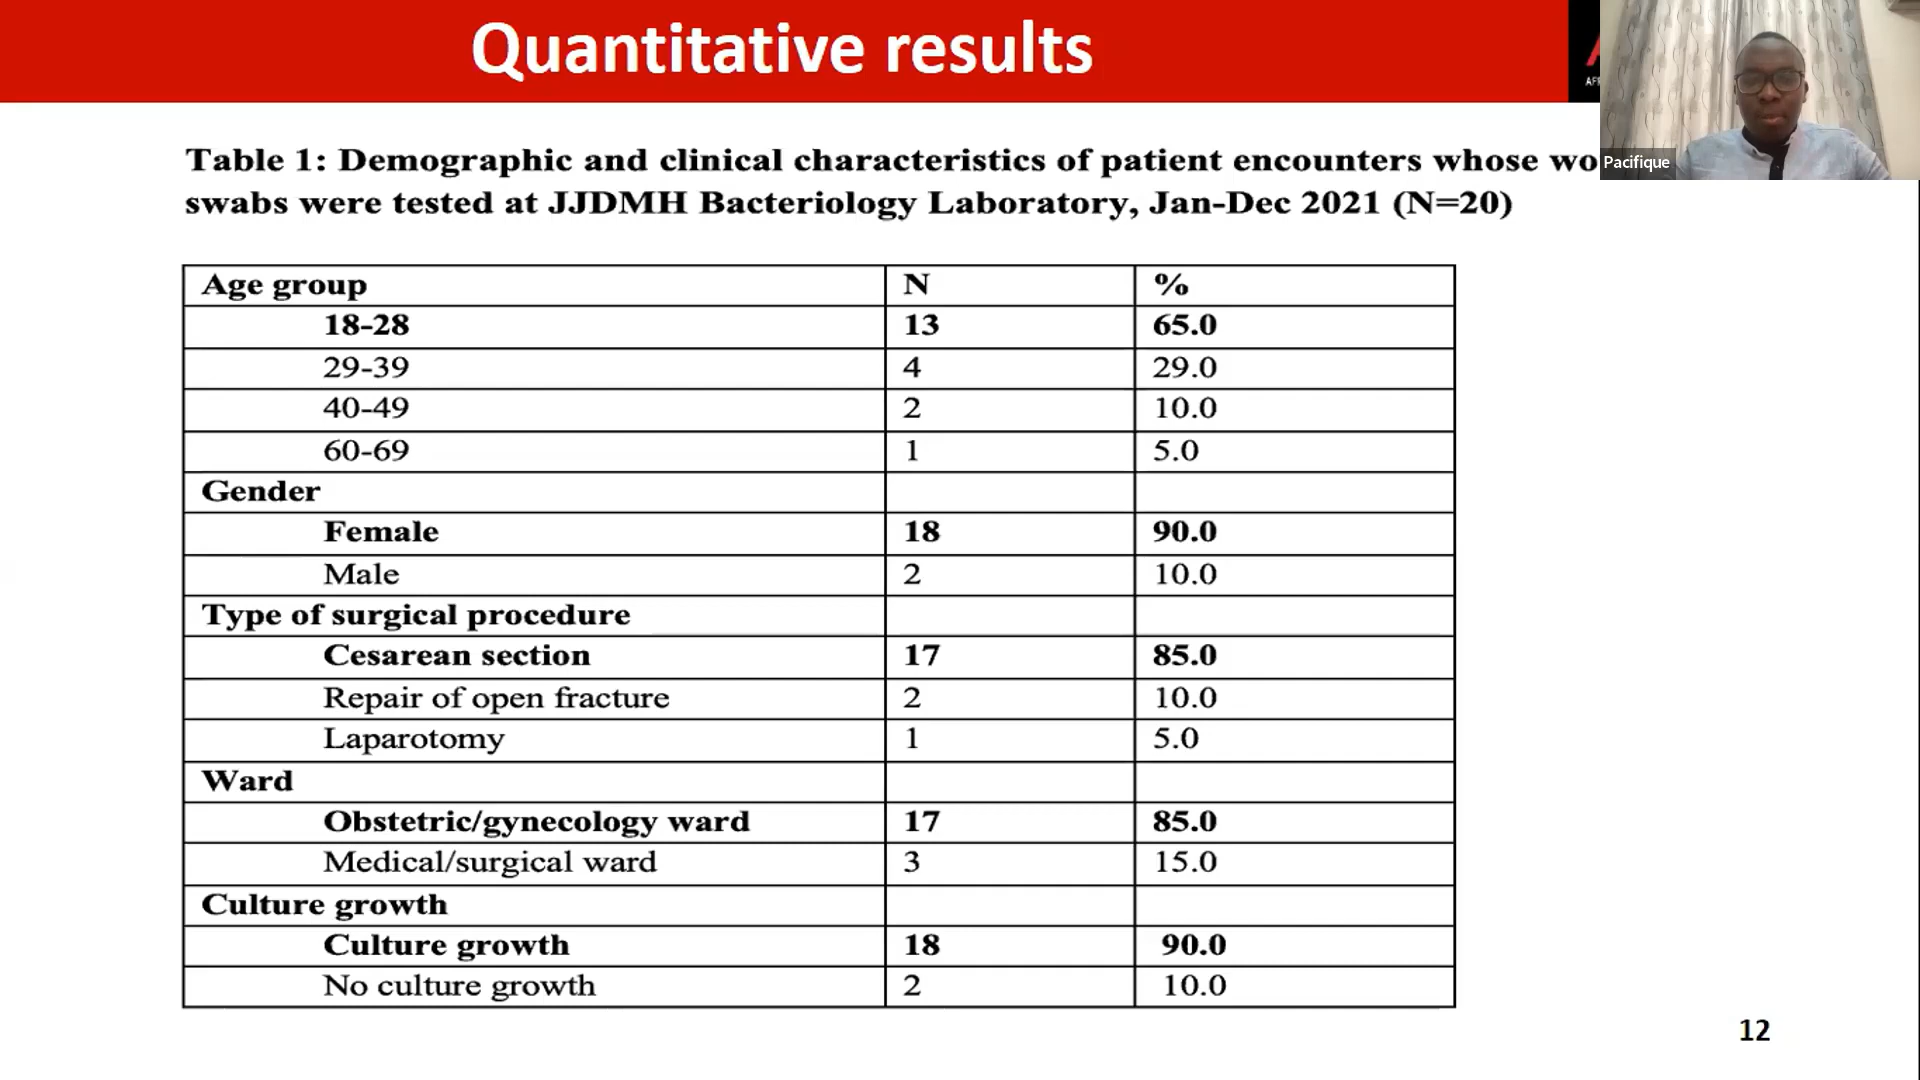 Quantitative results
Table 1: Demographic and clinical characteristics of patient encounters whose
swabs were tested at JJDMH Bacteriology Laboratory, Jan-Dec 2021 (N=20)
Pacifique
Age group N %
18-28 13 65.0
29-39 4 29.0
40-49 2 10.0
60-69 1 5.0
Gender
Female 18 90.0
Male 2 10.0
Type of surgical procedure
Cesarean section 17 85.0
Repair of open fracture 2 10.0
Laparotomy 1 5.0
Ward
Obstetric/gynecology ward 17 85.0
Medical/surgical ward 3 15.0
Culture growth
Culture growth 18 90.0
No culture growth 2 10.0
12